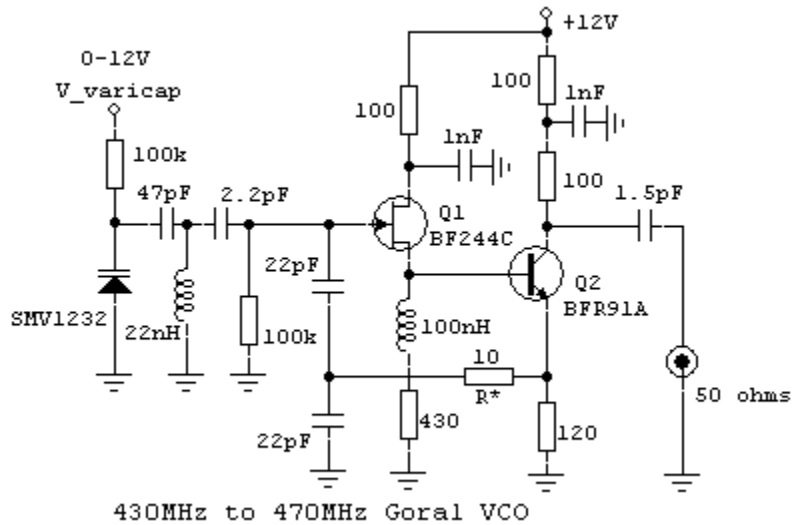 +12V
0-12V
V_varicap
100
1nF
100
100k
1nF
100
47pF
2.2pF
1.5pF
Q1
BF244C
22pF
Q2
BFR91A
SMV1232
22nH
100k
100nH
10
R*
50 ohms
22pF
430
120
430MHz to 470MHz Goral VCO